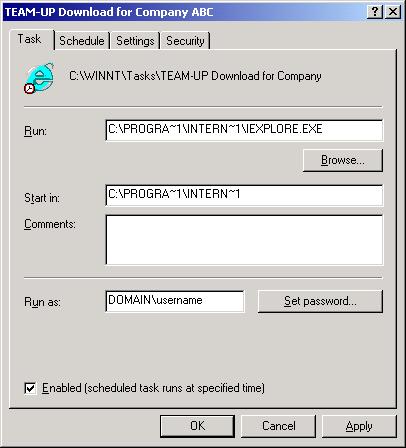 TEAM-UP Download for Company ABC
Task Schedule Settings Security
C:\WINNT\Tasks\TEAM-UP Download for Company
Run: C:\PROGRA~1\INTERN~1\IEXPLORE.EXE
Browse...
Start in: C:\PROGRA~1\INTERN~1
Comments:
Run as: DOMAIN\username Set password...
Enabled (scheduled task runs at specified time)
OK Cancel Apply